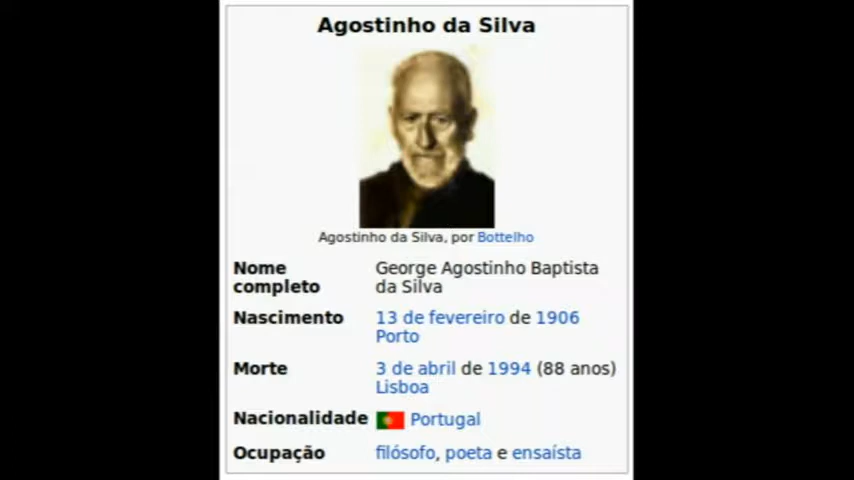 Agostinho da Silva
Agostinho da Silva, por Bottelho
Nome completo George Agostinho Baptista da Silva
Nascimento 13 de fevereiro de 1906
Porto
Morte 3 de abril de 1994 (88 anos)
Lisboa
Nacionalidade Portugal
Ocupação filósofo, poeta e ensaísta